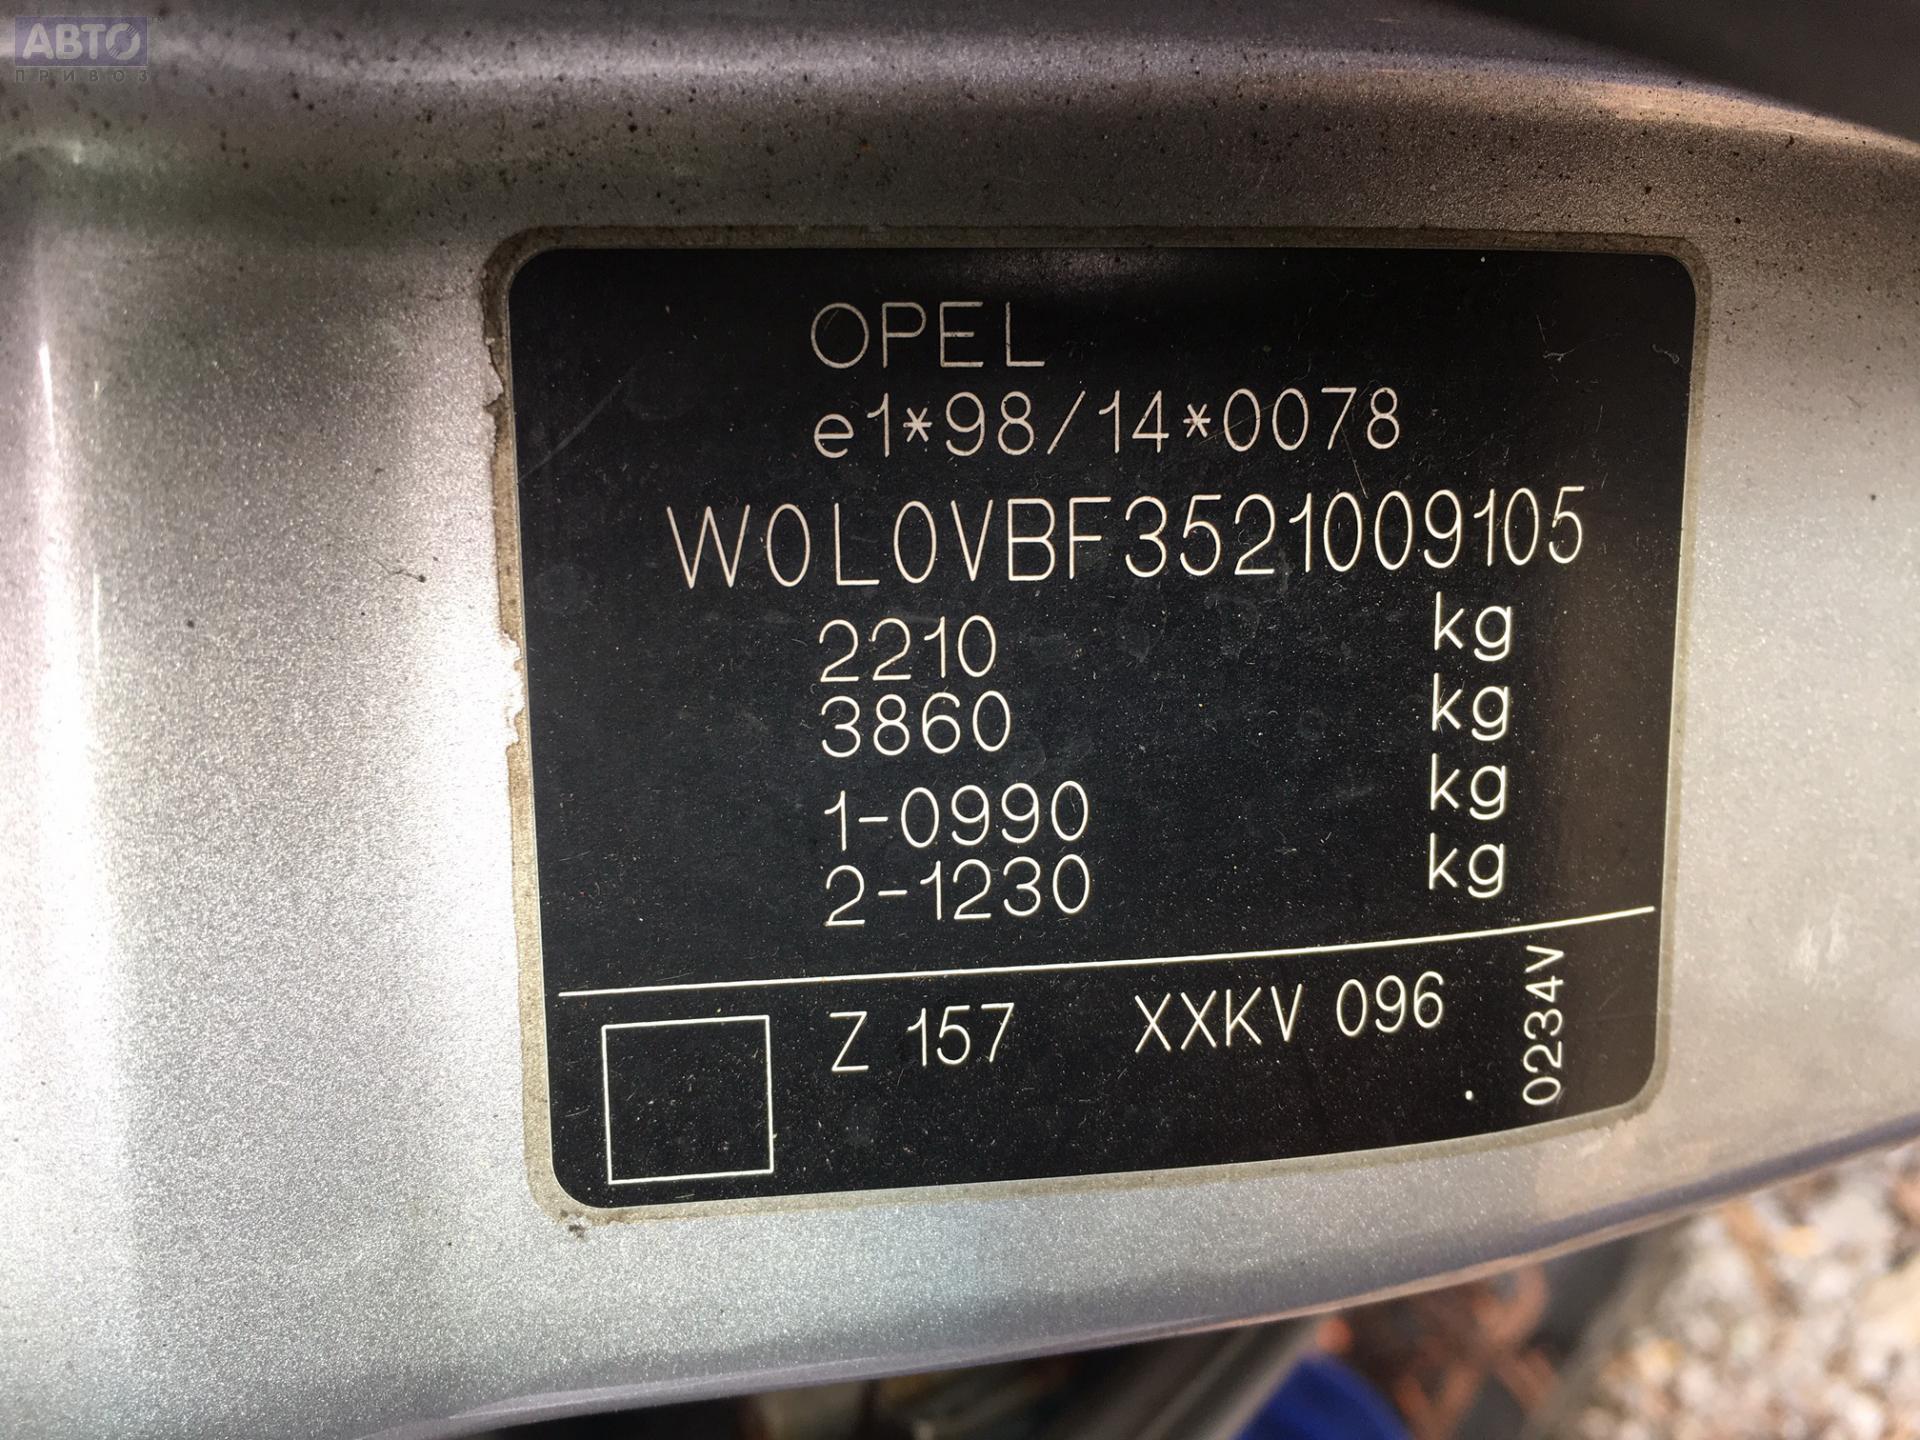 АВТО
ПРИВОЗ
OPEL
e1*98/14*0078
W0L0VBF3521009105
2210 kg
3860 kg
1-0990 kg
2-1230 kg
Z 157 XXKV 096
0234V